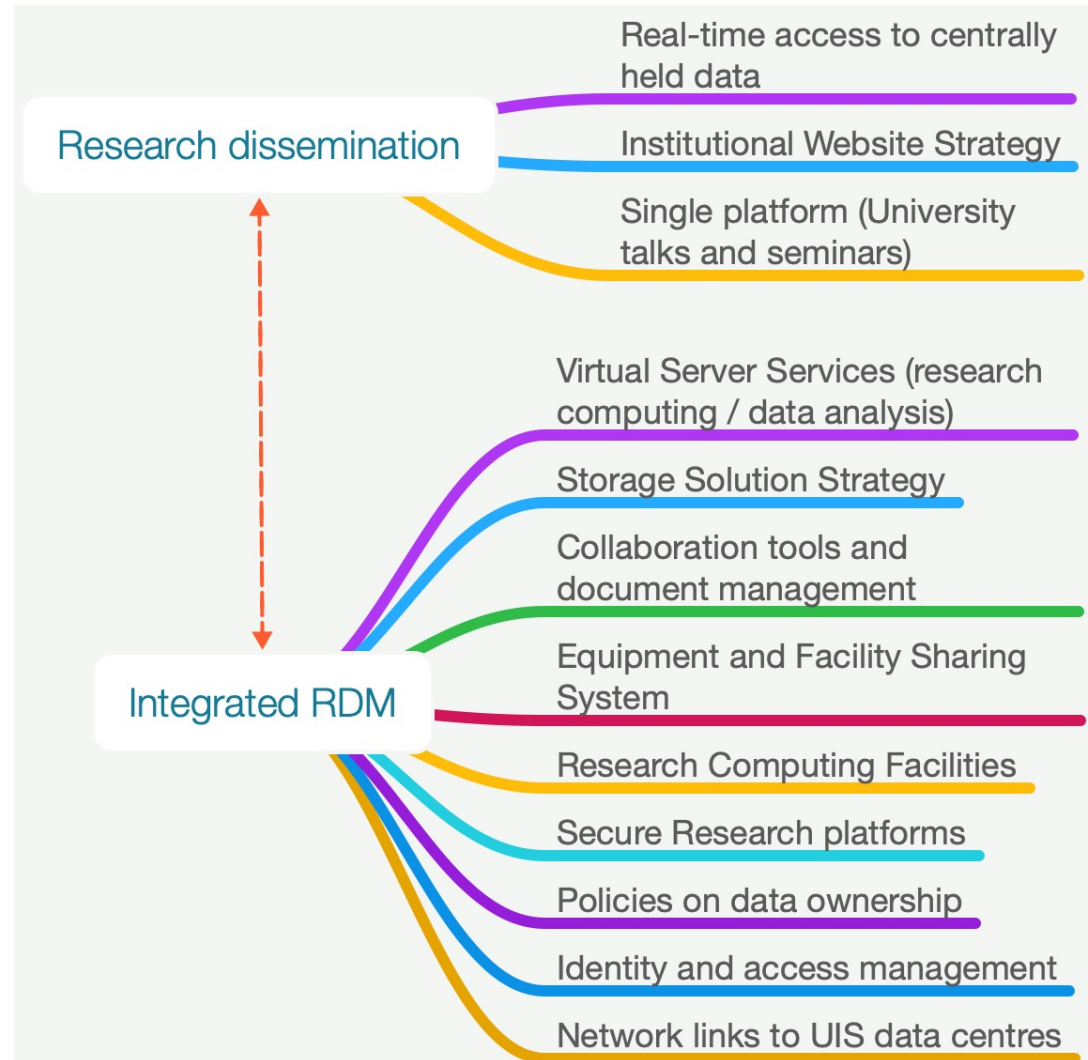 Real-time access to centrally
held data
Research dissemination
Institutional Website Strategy
Single platform (University
talks and seminars)
Virtual Server Services (research
computing / data analysis)
Storage Solution Strategy
Collaboration tools and
document management
Equipment and Facility Sharing
System
Integrated RDM
Research Computing Facilities
Secure Research platforms
Policies on data ownership
Identity and access management
Network links to UIS data centres